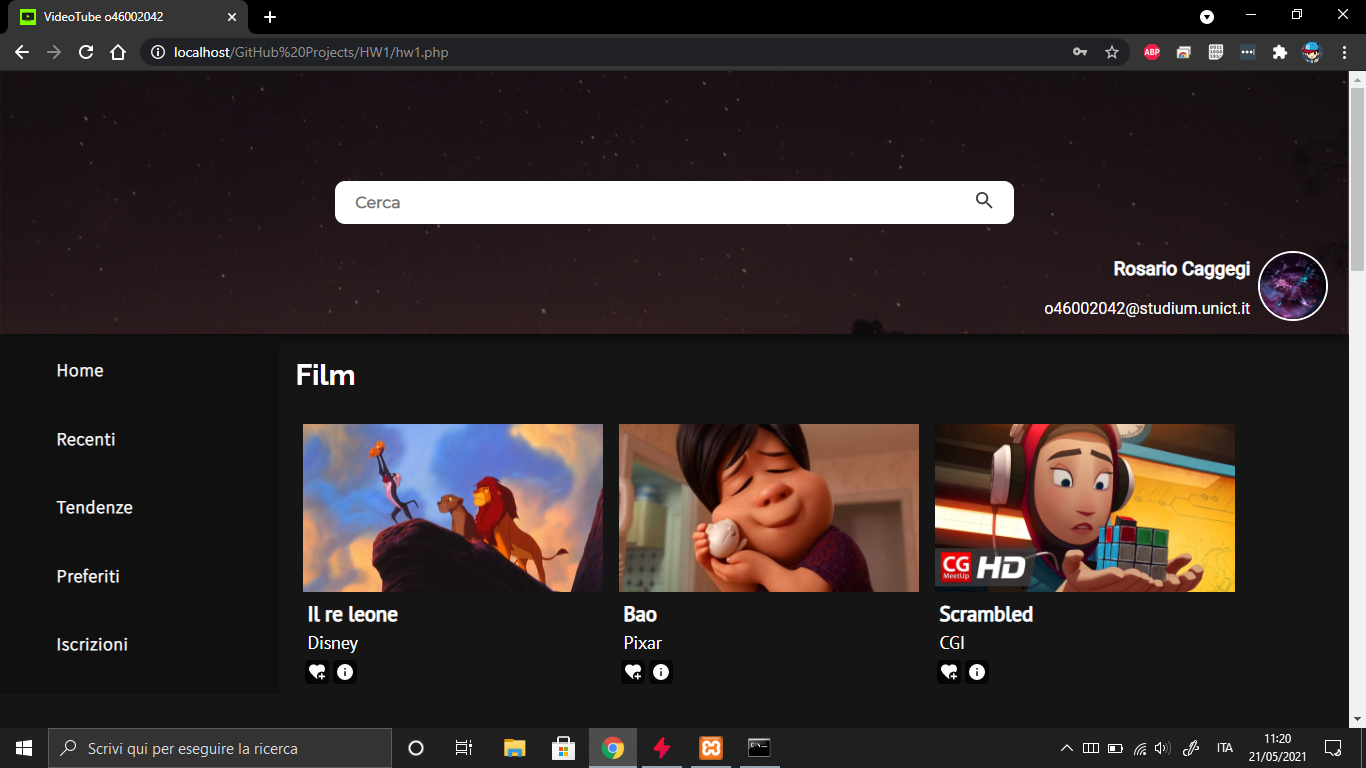 VideoTube o46002042
localhost/GitHub%20Projects/HW1/hw1.php
ABP
Cerca
Rosario Caggegi
o46002042@studium.unict.it
Home
Recenti
Tendenze
Preferiti
Iscrizioni
Film
CG
MeetUp
HD
Il re leone
Disney
Bao
Pixar
Scrambled
CGI
Scrivi qui per eseguire la ricerca
ITA
11:20
21/05/2021